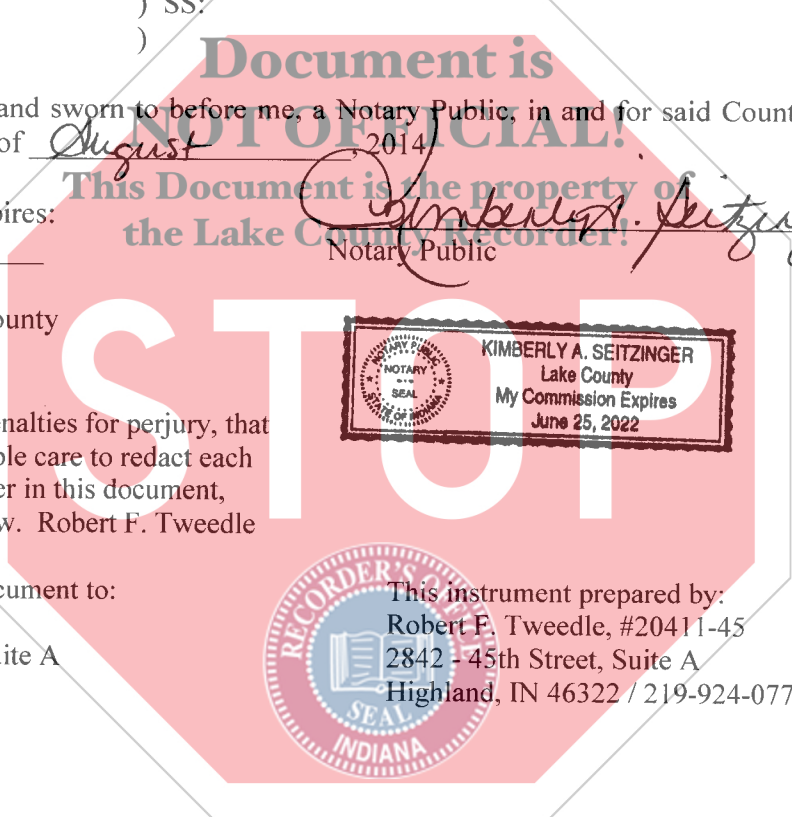 ) SS:
)
Document is
and sworn to before me, a Notary Public, in and for said Count
NOT OFFICIAL!
of August, 2014
This Document is the property of
pires:
Kimberly A. Seitzing
the Lake County Recorder!
Notary Public
ounty
STOP
KIMBERLY A. SEITZINGER
Lake County
My Commission Expires
June 25, 2022
NOTARY PUBLIC
NOTARY
SEAL
STATE OF INDIANA
enalties for perjury, that
ble care to redact each
er in this document,
w. Robert F. Tweedle
cument to:
This instrument prepared by:
Robert F. Tweedle, #20411-45
uite A
2842 - 45th Street, Suite A
Highland, IN 46322 / 219-924-077
RECORDER'S OFFICE
SEAL
INDIANA